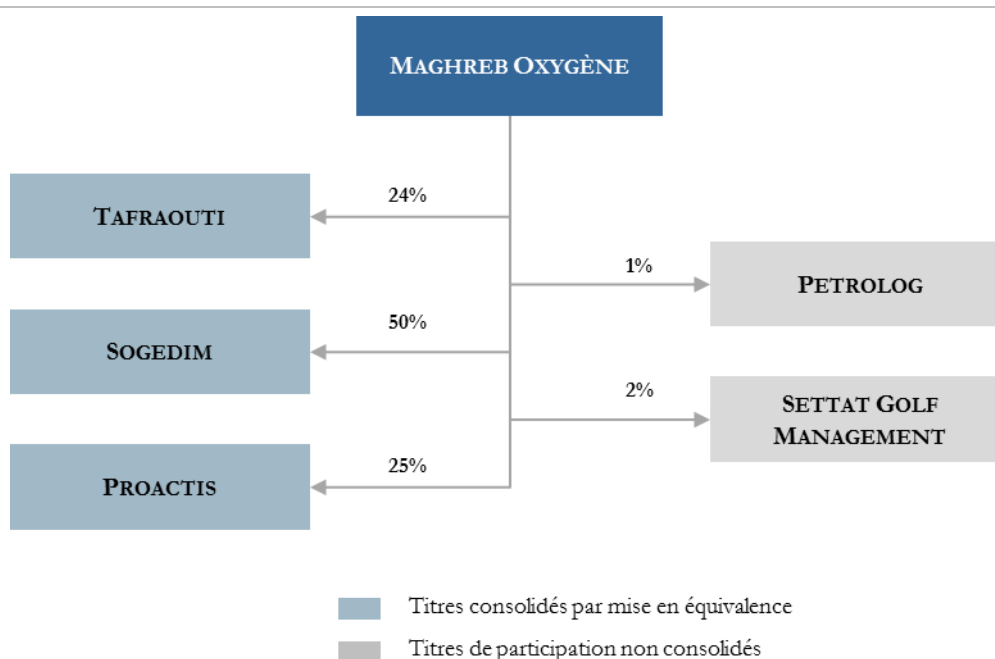 MAGHREB OXYGÈNE
24%
TAFRAOUTI
1%
PETROLOG
50%
SOGEDIM
2%
SETTAT GOLF
MANAGEMENT
25%
PROACTIS
Titres consolidés par mise en équivalence
Titres de participation non consolidés